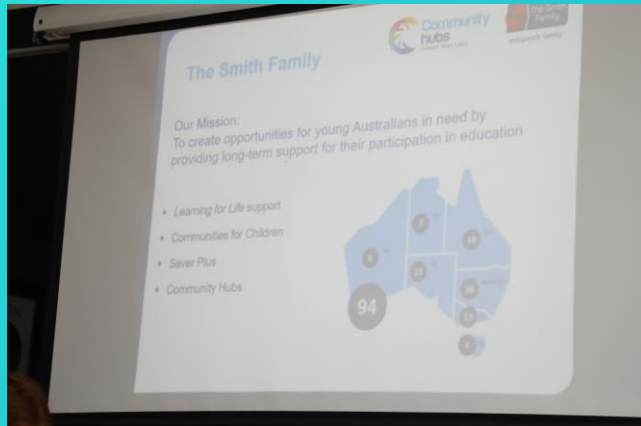 Community
hubs
The Smith
Family
everyone's family
The Smith Family
Our Mission:
To create opportunities for young Australians in need by
providing long-term support for their participation in education
Learning for Life support
Communities for Children
Saver Plus
Community Hubs
94